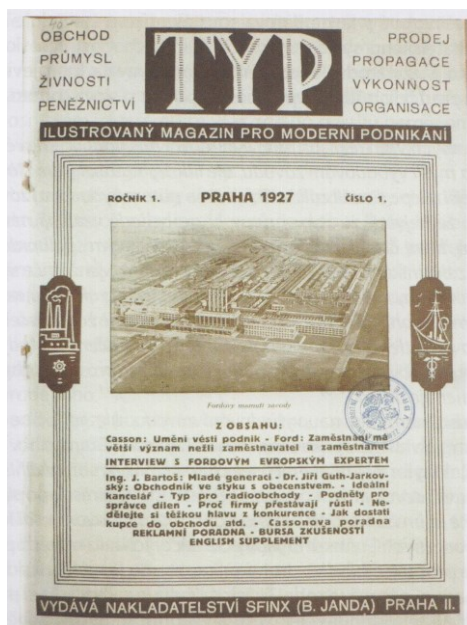 40-
OBCHOD
PRŮMYSL
ŽIVNOSTI
PENĚŽNICTVÍ
TYP
PRODEJ
PROPAGACE
VÝKONNOST
ORGANISACE
ILUSTROVANÝ MAGAZIN PRO MODERNÍ PODNIKÁNÍ
ROČNÍK 1. PRAHA 1927 ČÍSLO 1.
Fordovy mamutí závody
Z OBSAHU:
Casson: Umění vésti podnik - Ford: Zaměstnání má
větší význam nežli zaměstnavatel a zaměstnanec
INTERVIEW S FORDOVÝM EVROPSKÝM EXPERTEM
Ing. J. Bartoš: Mladé generaci - Dr. Jiří Guth-Jarkov-
ský: Obchodník ve styku s obecenstvem. - Ideální
kancelář - Typ pro radioobchody - Podněty pro
správce dílen - Proč firmy přestávají růsti - Ne-
dělejte si těžkou hlavu z konkurence - Jak dostati
kupce do obchodu atd. - Cassonova poradna
REKLAMNÍ PORADNA - BURSA ZKUŠENOSTÍ
ENGLISH SUPPLEMENT
VYDÁVÁ NAKLADATELSTVÍ SFINX (B. JANDA) PRAHA II.